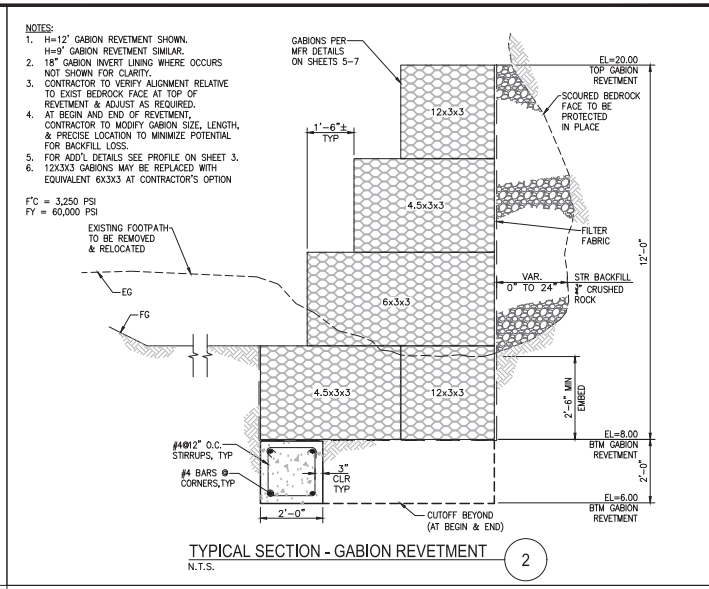 NOTES:
1. H=12' GABION REVETMENT SHOWN.
H=9' GABION REVETMENT SIMILAR.
2. 18" GABION INVERT LINING WHERE OCCURS
NOT SHOWN FOR CLARITY.
3. CONTRACTOR TO VERIFY ALIGNMENT RELATIVE
TO EXIST BEDROCK FACE AT TOP OF
REVETMENT & ADJUST AS REQUIRED.
4. AT BEGIN AND END OF REVETMENT,
CONTRACTOR TO MODIFY GABION SIZE, LENGTH,
& PRECISE LOCATION TO MINIMIZE POTENTIAL
FOR BACKFILL LOSS.
5. FOR ADD'L DETAILS SEE PROFILE ON SHEET 3.
6. 12X3X3 GABIONS MAY BE REPLACED WITH
EQUIVALENT 6X3X3 AT CONTRACTOR'S OPTION
F'C = 3,250 PSI
FY = 60,000 PSI
GABIONS PER
MFR DETAILS
ON SHEETS 5-7
EL=20.00
TOP GABION
REVETMENT
SCOURED BEDROCK
FACE TO BE
PROTECTED
IN PLACE
12x3x3
1'-6"±
TYP
4.5x3x3
EXISTING FOOTPATH
TO BE REMOVED
& RELOCATED
FILTER
FABRIC
12'-0"
EG
VAR.
0" TO 24"
STR BACKFILL
CRUSHED
ROCK
6x3x3
FG
4.5x3x3
12x3x3
2'-6" MIN
EMBED
EL=8.00
BTM GABION
REVETMENT
#4@12" O.C.
STIRRUPS, TYP
#4 BARS @
CORNERS,TYP
3"
CLR
TYP
2'-0"
EL=6.00
BTM GABION
REVETMENT
2'-0"
CUTOFF BEYOND
(AT BEGIN & END)
TYPICAL SECTION - GABION REVETMENT
N.T.S.
2